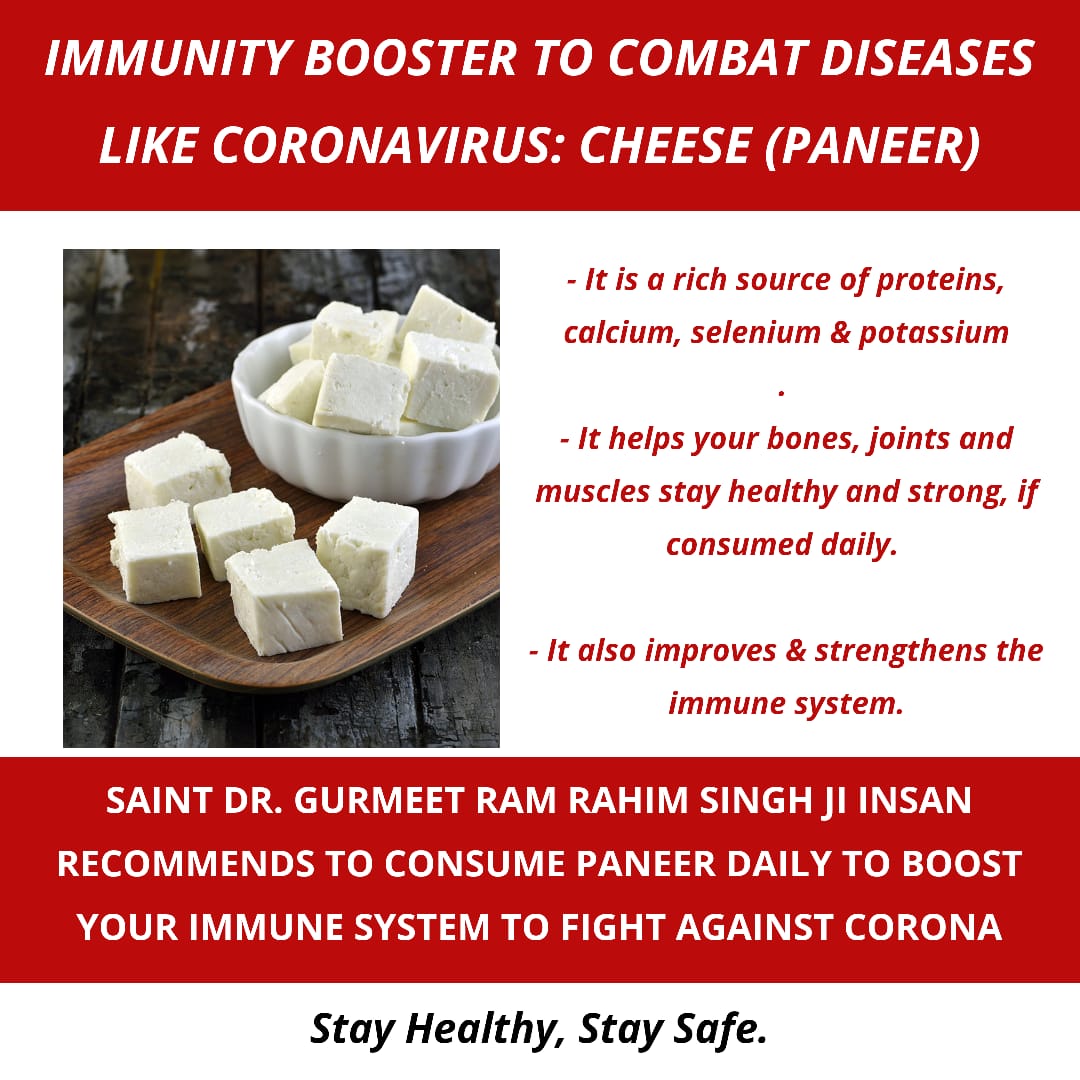 IMMUNITY BOOSTER TO COMBAT DISEASES
LIKE CORONAVIRUS: CHEESE (PANEER)
- It is a rich source of proteins,
calcium, selenium & potassium
.
- It helps your bones, joints and
muscles stay healthy and strong, if
consumed daily.
- It also improves & strengthens the
immune system.
SAINT DR. GURMEET RAM RAHIM SINGH JI INSAN
RECOMMENDS TO CONSUME PANEER DAILY TO BOOST
YOUR IMMUNE SYSTEM TO FIGHT AGAINST CORONA
Stay Healthy, Stay Safe.